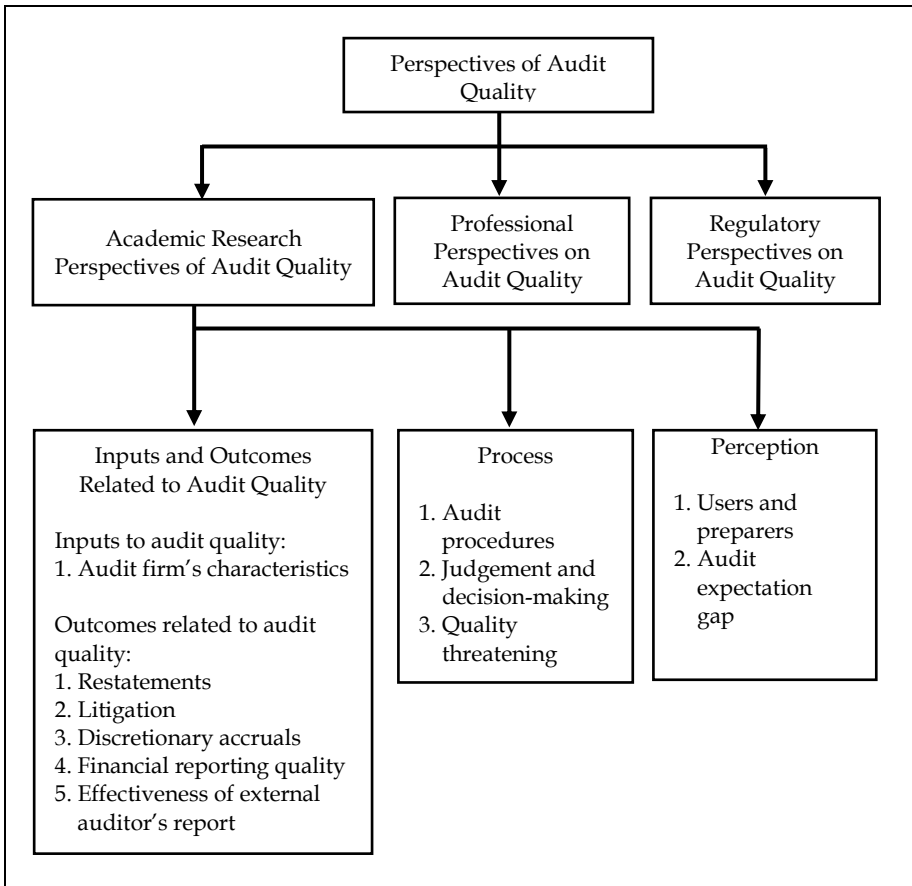 Perspectives of Audit
Quality
Academic Research
Perspectives of Audit Quality
Professional
Perspectives on
Audit Quality
Regulatory
Perspectives on
Audit Quality
Inputs and Outcomes
Related to Audit Quality
Inputs to audit quality:
1. Audit firm’s characteristics
Outcomes related to audit
quality:
1. Restatements
2. Litigation
3. Discretionary accruals
4. Financial reporting quality
5. Effectiveness of external
auditor’s report
Process
1. Audit
procedures
2. Judgement and
decision-making
3. Quality
threatening
Perception
1. Users and
preparers
2. Audit
expectation
gap